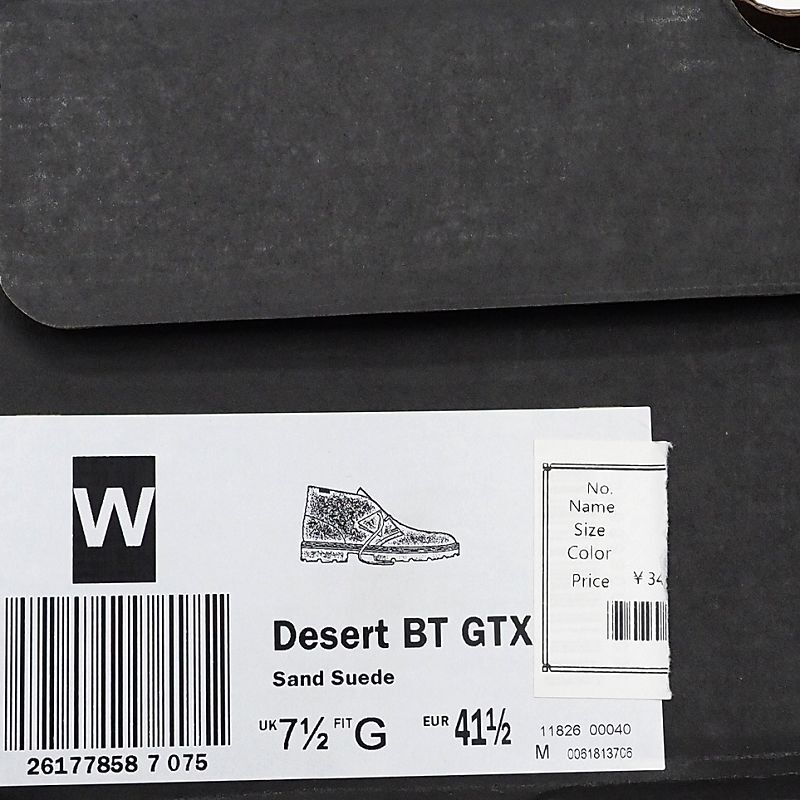 W
26177858 7 075
Desert BT GTX
Sand Suede
UK 7½ FIT G EUR 41½
11826 00040
M 0061813706
No.
Name
Size
Color
Price ¥34